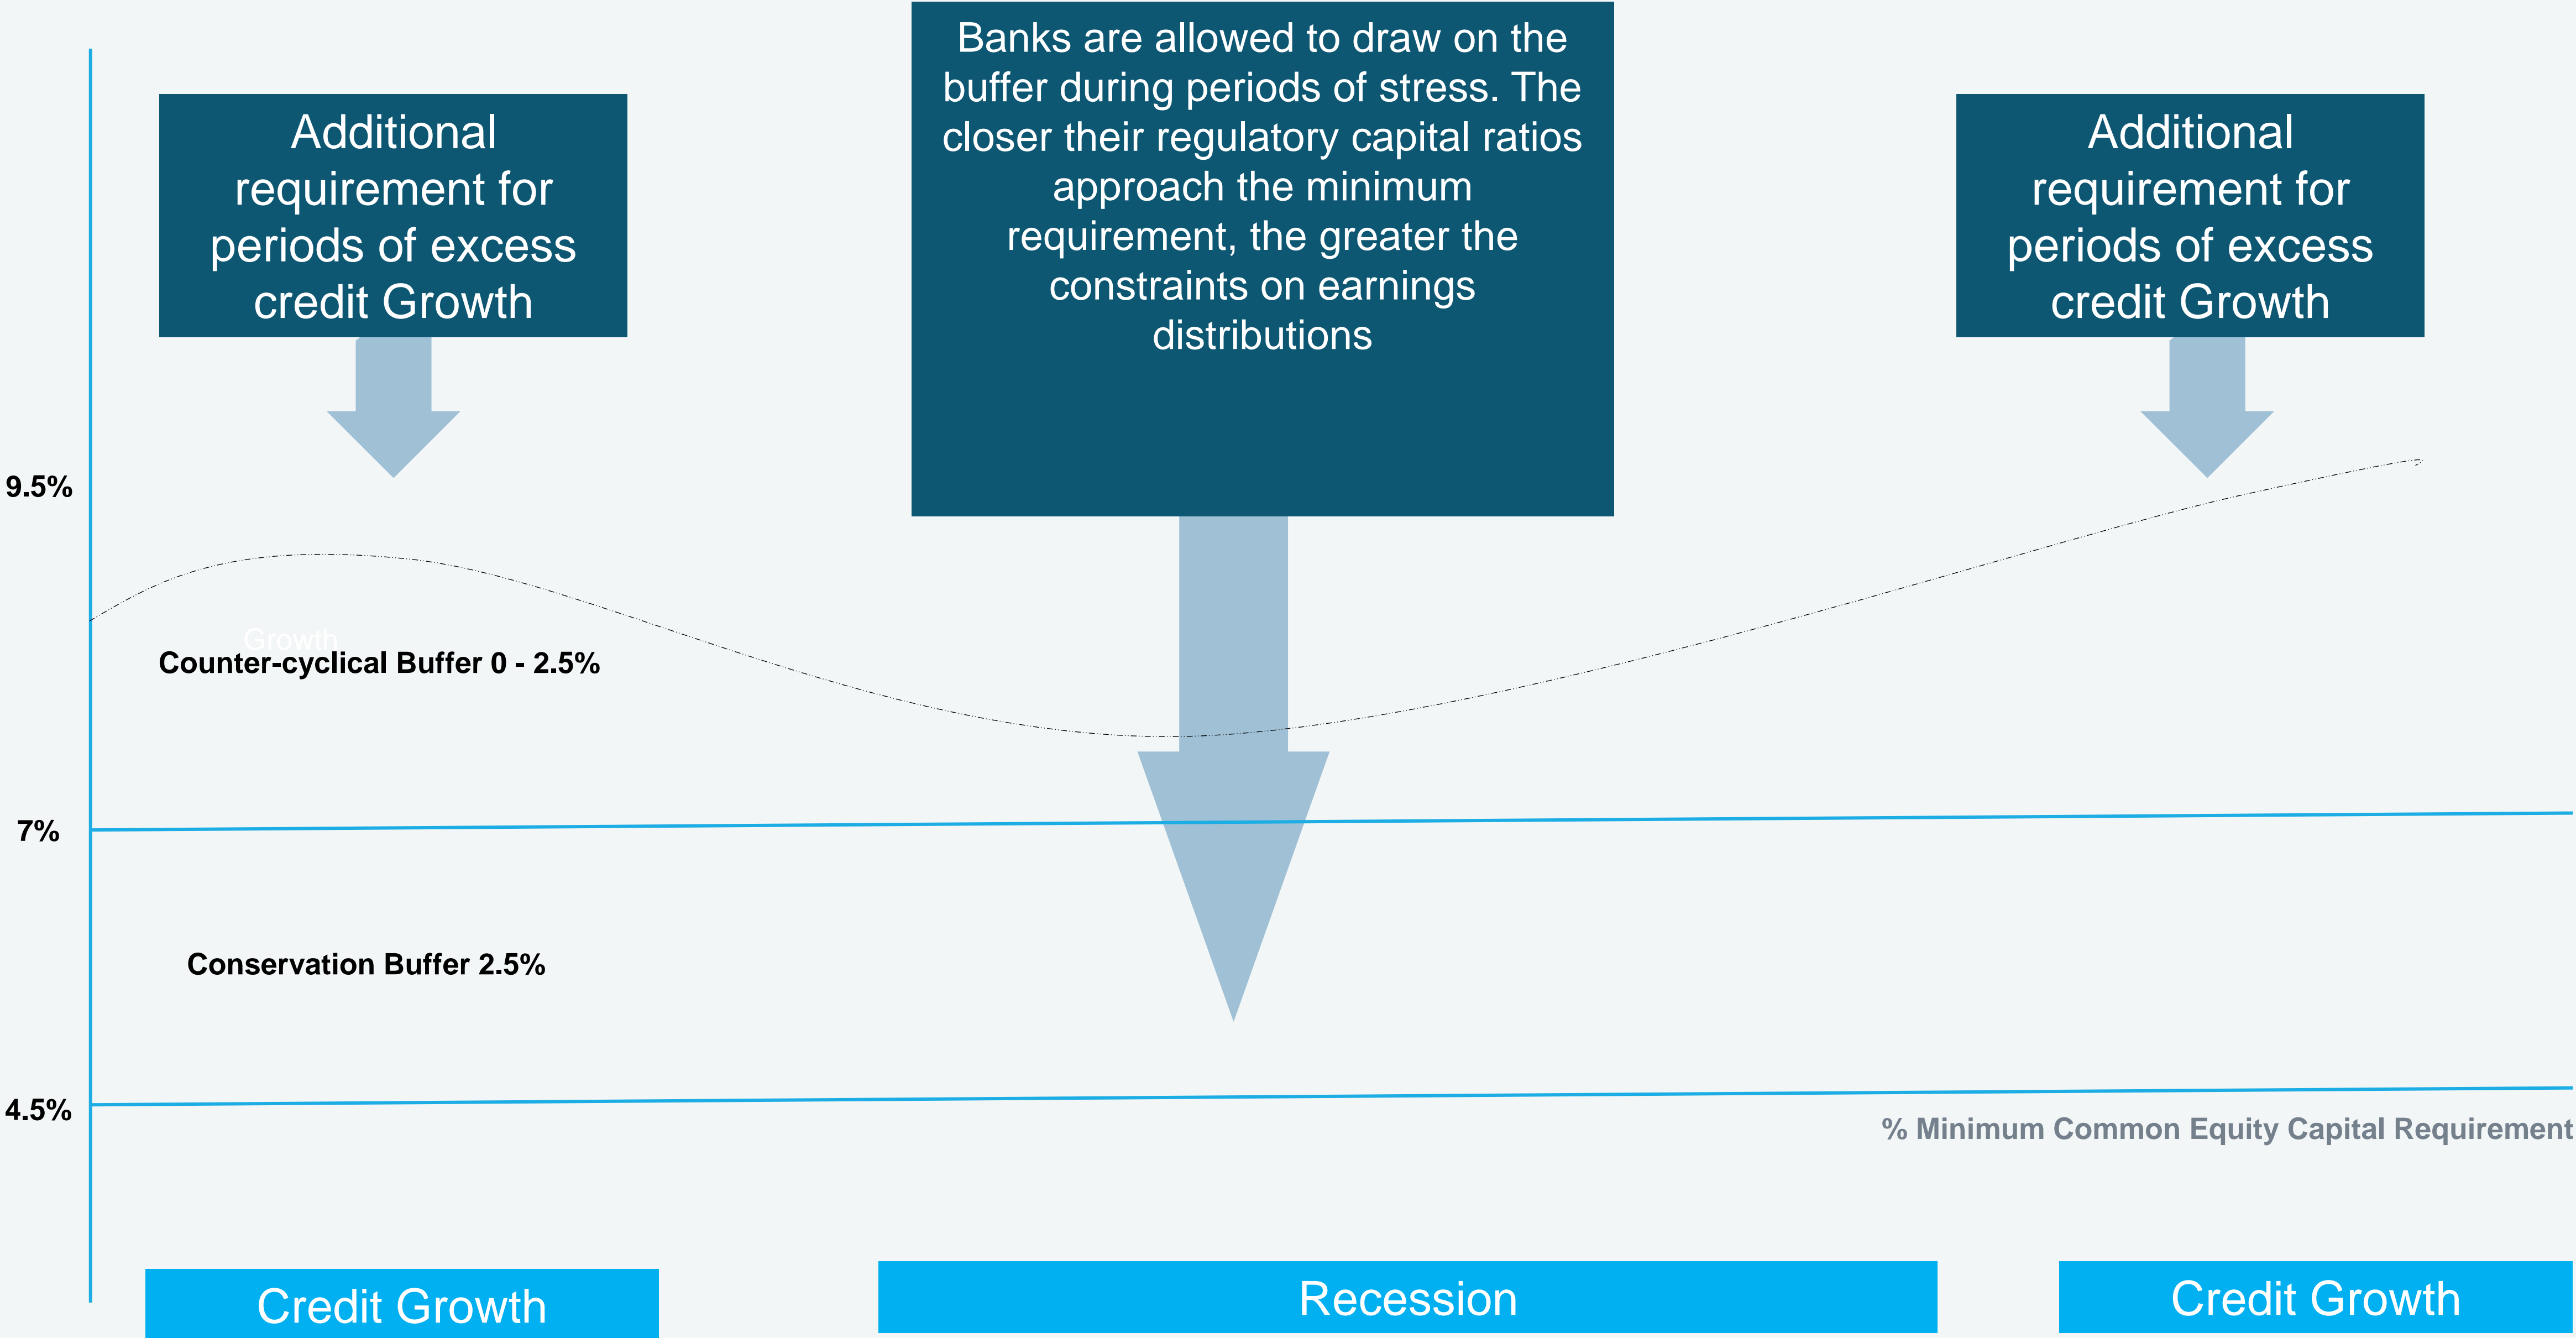 Additional
requirement for
periods of excess
credit Growth
Banks are allowed to draw on the
buffer during periods of stress. The
closer their regulatory capital ratios
approach the minimum
requirement, the greater the
constraints on earnings
distributions
Additional
requirement for
periods of excess
credit Growth
9.5%
Growth
Counter-cyclical Buffer 0 - 2.5%
7%
Conservation Buffer 2.5%
4.5%
% Minimum Common Equity Capital Requirement
Credit Growth
Recession
Credit Growth